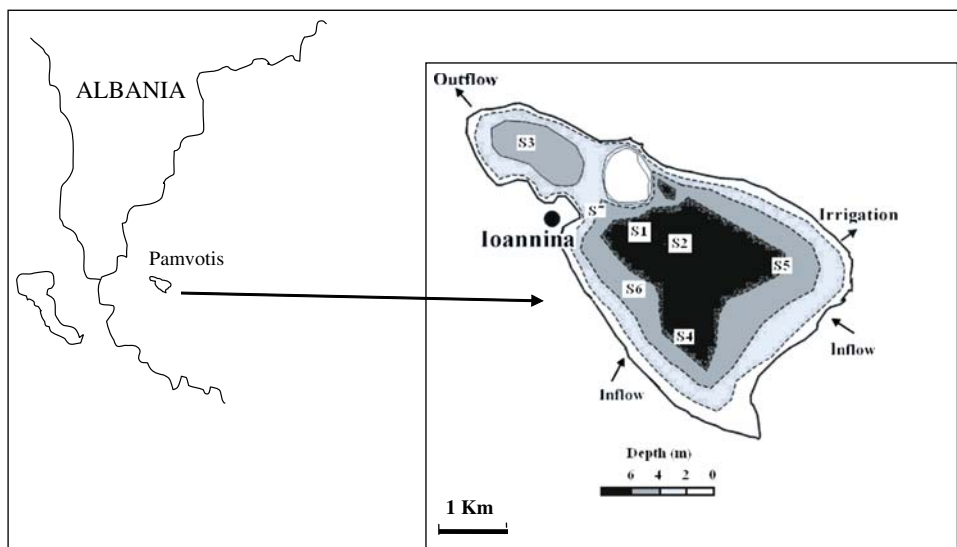 ALBANIA
Pamvotis
Outflow
S3
S7
Ioannina
S1
S2
Irrigation
S5
S6
S4
Inflow
Inflow
Depth (m)
6 4 2 0
1 Km